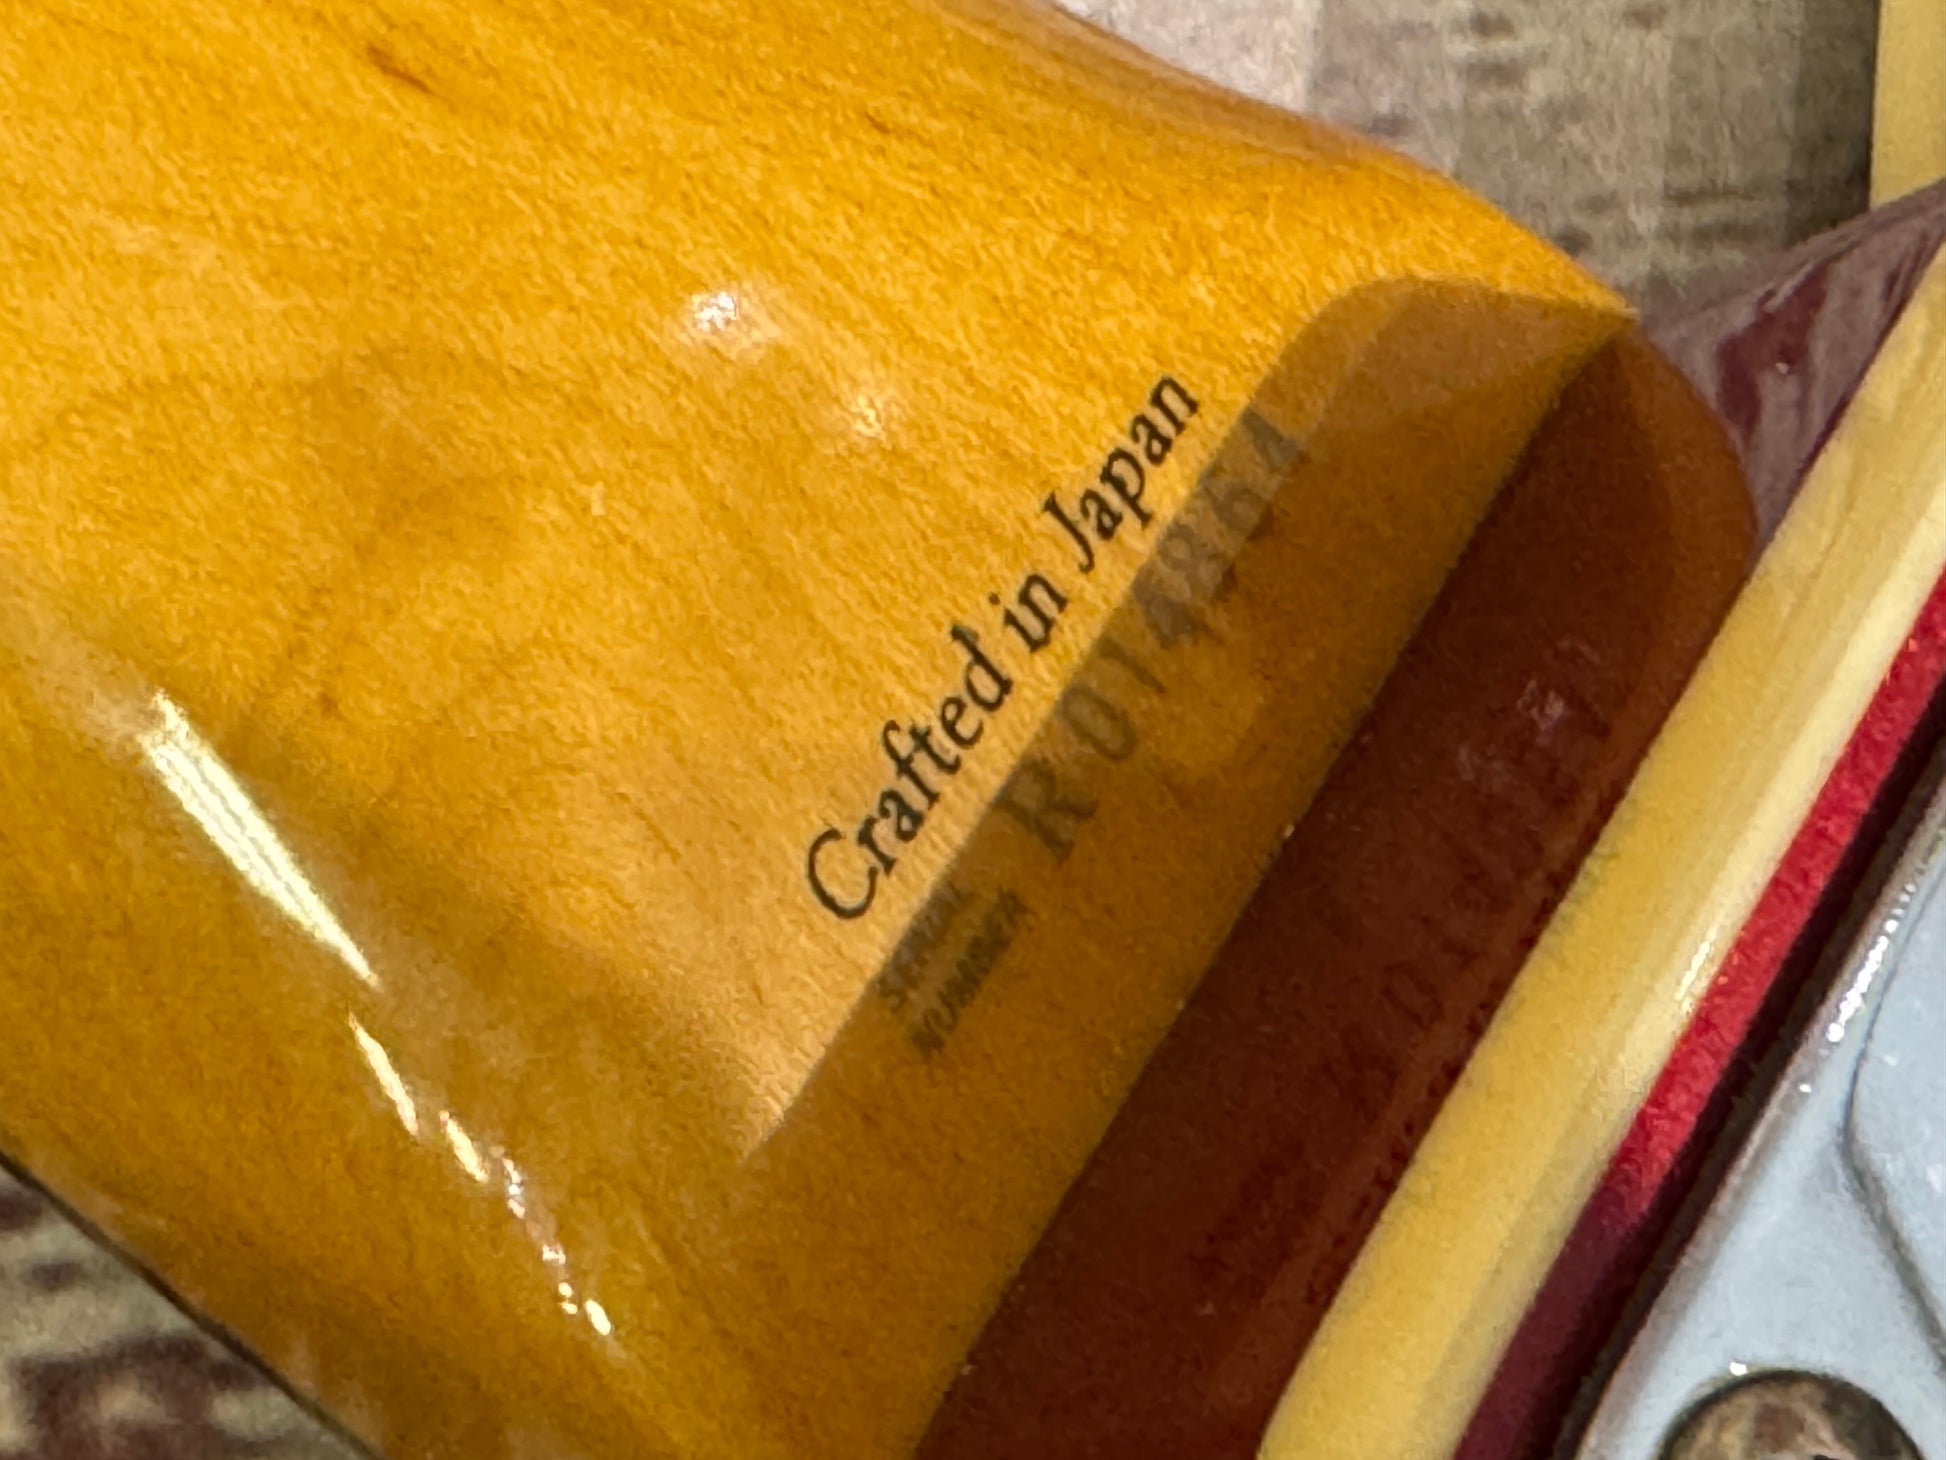 Crafted in Japan
SERIAL
NUMBER
R014864